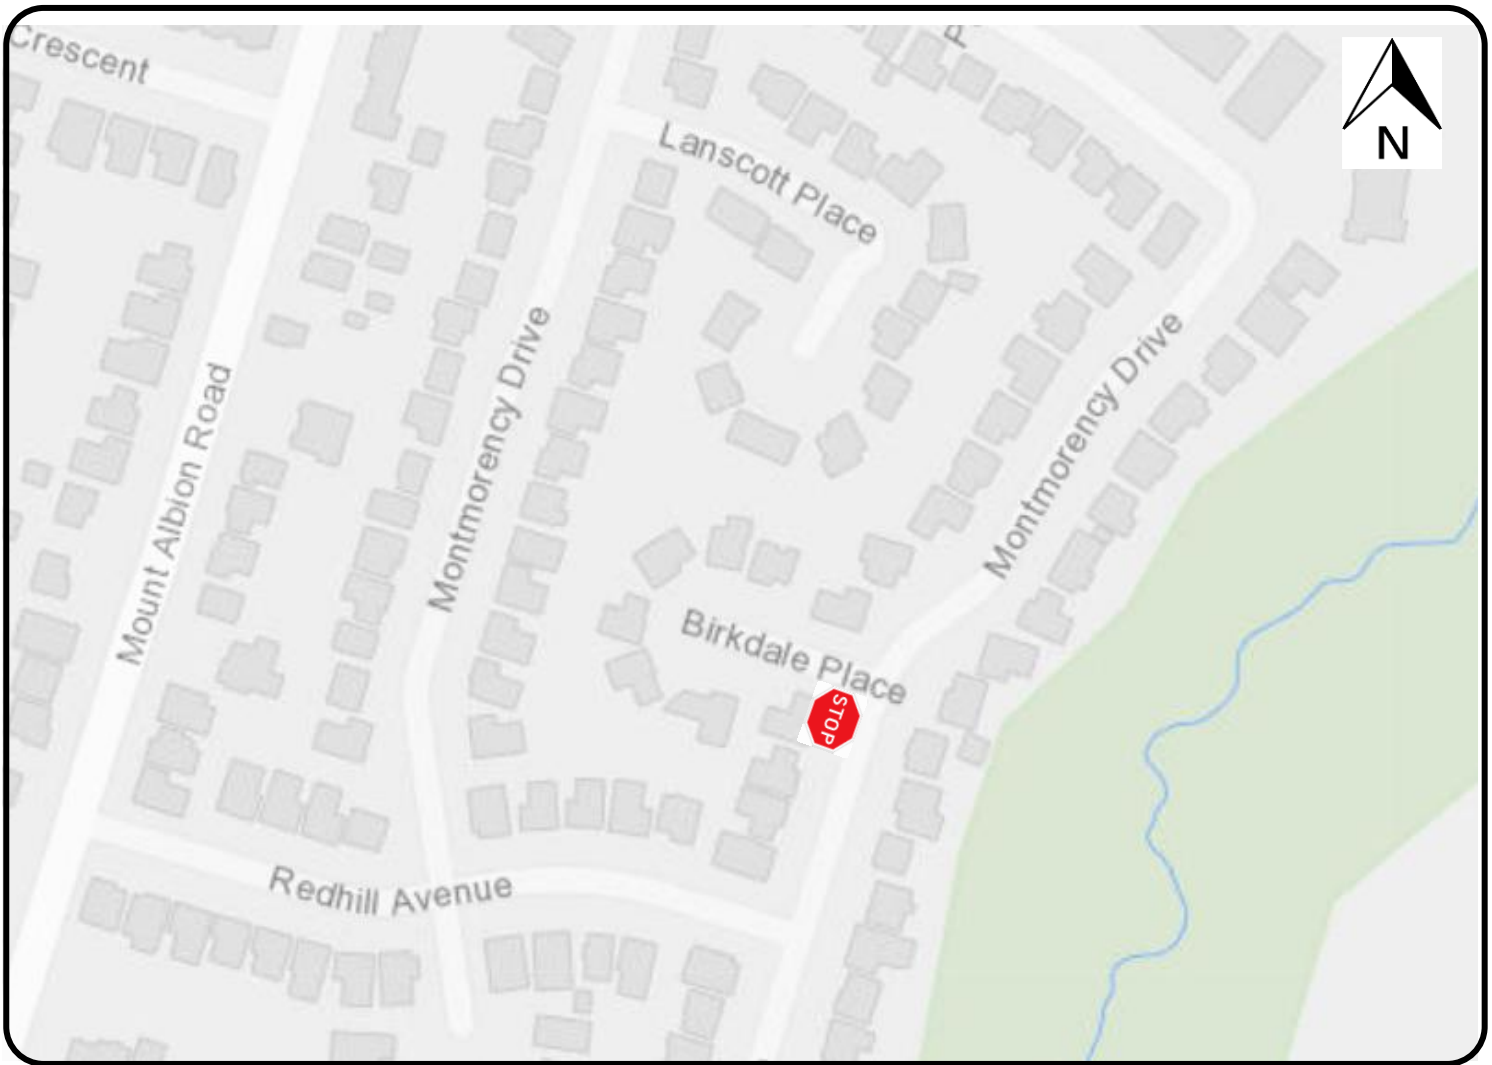 Crescent
P
N
Lanscott Place
Montmorency Drive
Montmorency Drive
Mount Albion Road
Birkdale Place
STOP
Redhill Avenue